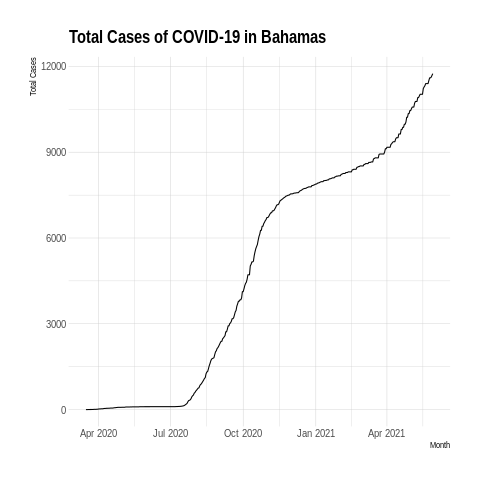 Total Cases of COVID-19 in Bahamas
Total Cases
12000
9000
6000
3000
0
Apr 2020 Jul 2020 Oct 2020 Jan 2021 Apr 2021
Month